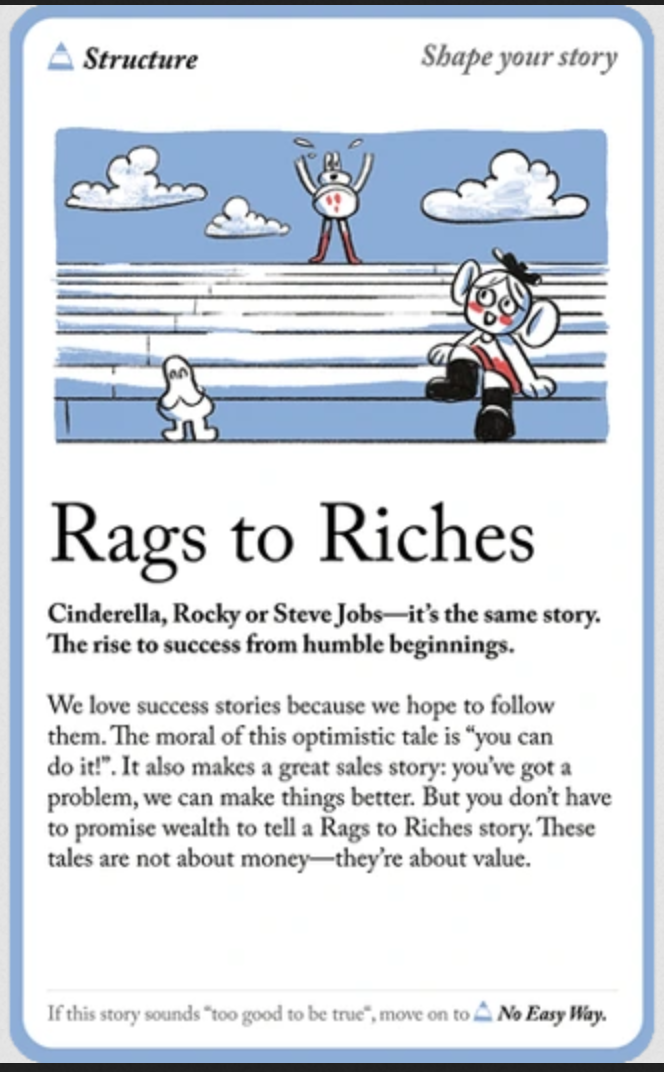 Structure
Shape your story
Rags to Riches
Cinderella, Rocky or Steve Jobs—it’s the same story.
The rise to success from humble beginnings.
We love success stories because we hope to follow
them. The moral of this optimistic tale is “you can
do it!”. It also makes a great sales story: you’ve got a
problem, we can make things better. But you don’t have
to promise wealth to tell a Rags to Riches story. These
tales are not about money—they’re about value.
If this story sounds “too good to be true“, move on to No Easy Way.